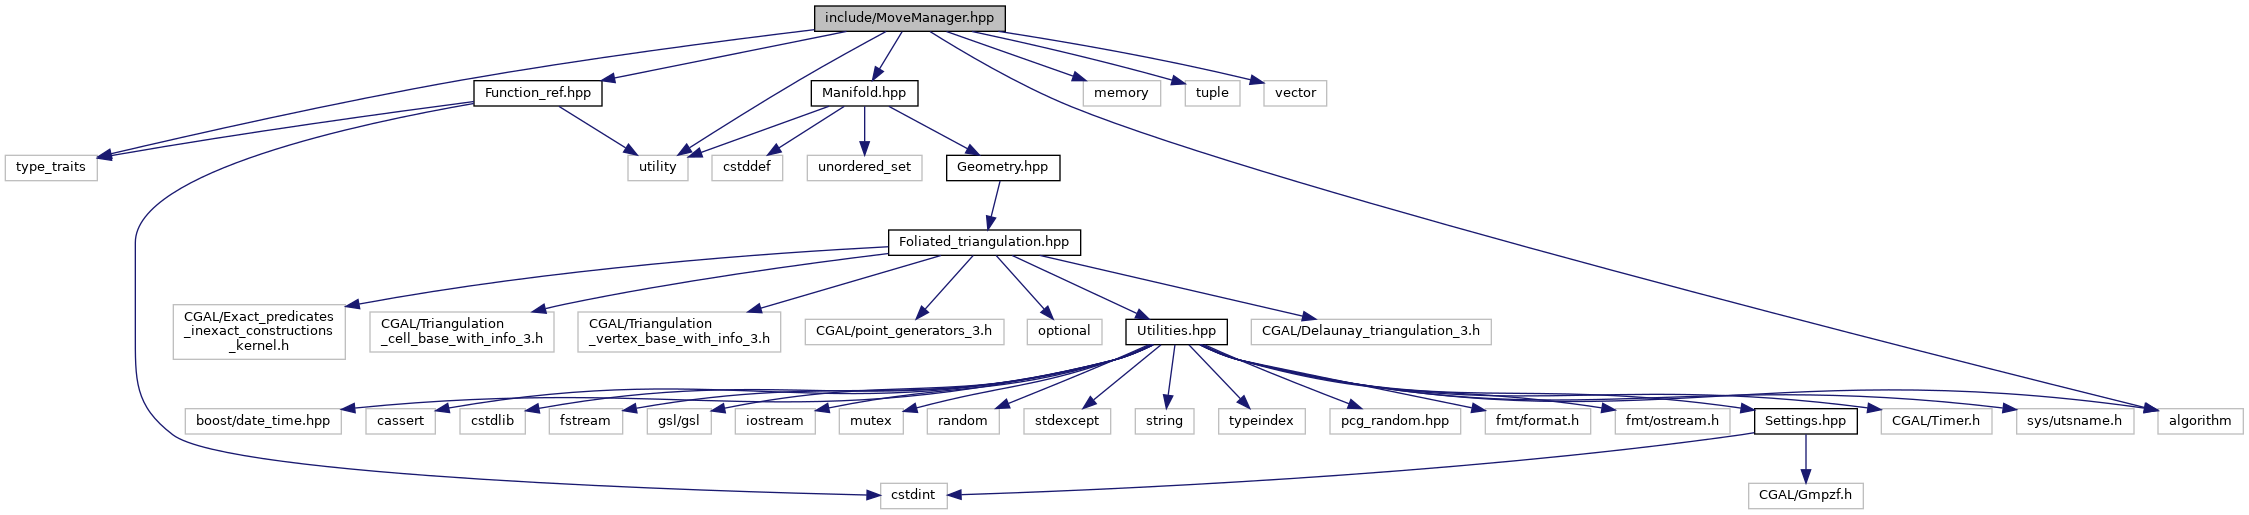 include/MoveManager.hpp
Function_ref.hpp
Manifold.hpp
memory
tuple
vector
type_traits
utility
cstddef
unordered_set
Geometry.hpp
Foliated_triangulation.hpp
CGAL/Exact_predicates
_inexact_constructions
_kernel.h
CGAL/Triangulation
_cell_base_with_info_3.h
CGAL/Triangulation
_vertex_base_with_info_3.h
CGAL/point_generators_3.h
optional
Utilities.hpp
CGAL/Delaunay_triangulation_3.h
boost/date_time.hpp
cassert
cstdlib
fstream
gsl/gsl
iostream
mutex
random
stdexcept
string
typeindex
pcg_random.hpp
fmt/format.h
fmt/ostream.h
Settings.hpp
CGAL/Timer.h
sys/utsname.h
algorithm
cstdint
CGAL/Gmpzf.h